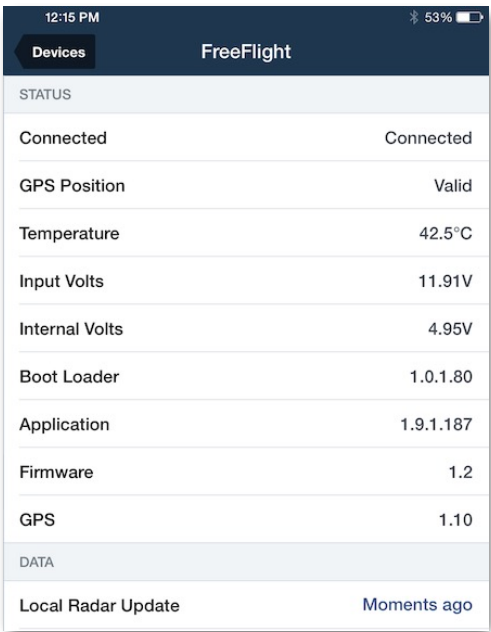 12:15 PM 53%
Devices FreeFlight
STATUS
Connected Connected
GPS Position Valid
Temperature 42.5°C
Input Volts 11.91V
Internal Volts 4.95V
Boot Loader 1.0.1.80
Application 1.9.1.187
Firmware 1.2
GPS 1.10
DATA
Local Radar Update Moments ago